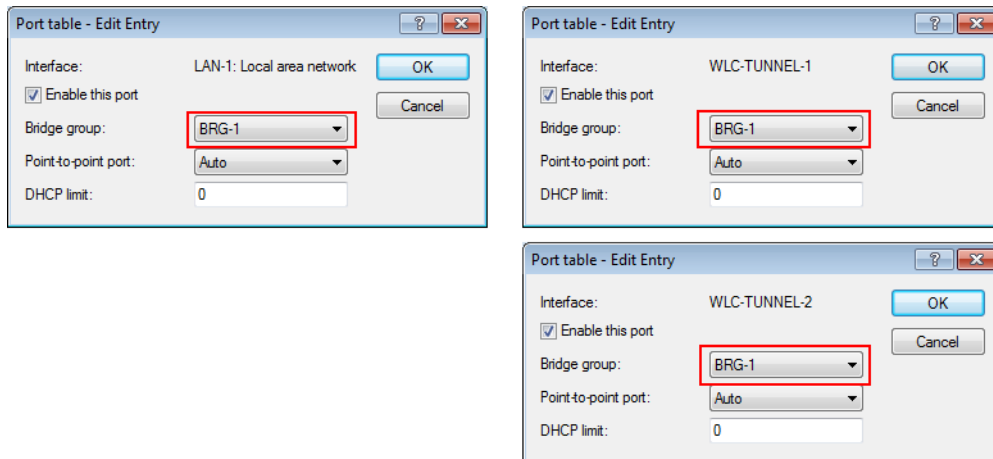 Port table - Edit Entry
Interface: LAN-1: Local area network OK
Enable this port
Cancel
Bridge group: BRG-1
Point-to-point port: Auto
DHCP limit: 0
Port table - Edit Entry
Interface: WLC-TUNNEL-1 OK
Enable this port
Cancel
Bridge group: BRG-1
Point-to-point port: Auto
DHCP limit: 0
Port table - Edit Entry
Interface: WLC-TUNNEL-2 OK
Enable this port
Cancel
Bridge group: BRG-1
Point-to-point port: Auto
DHCP limit: 0